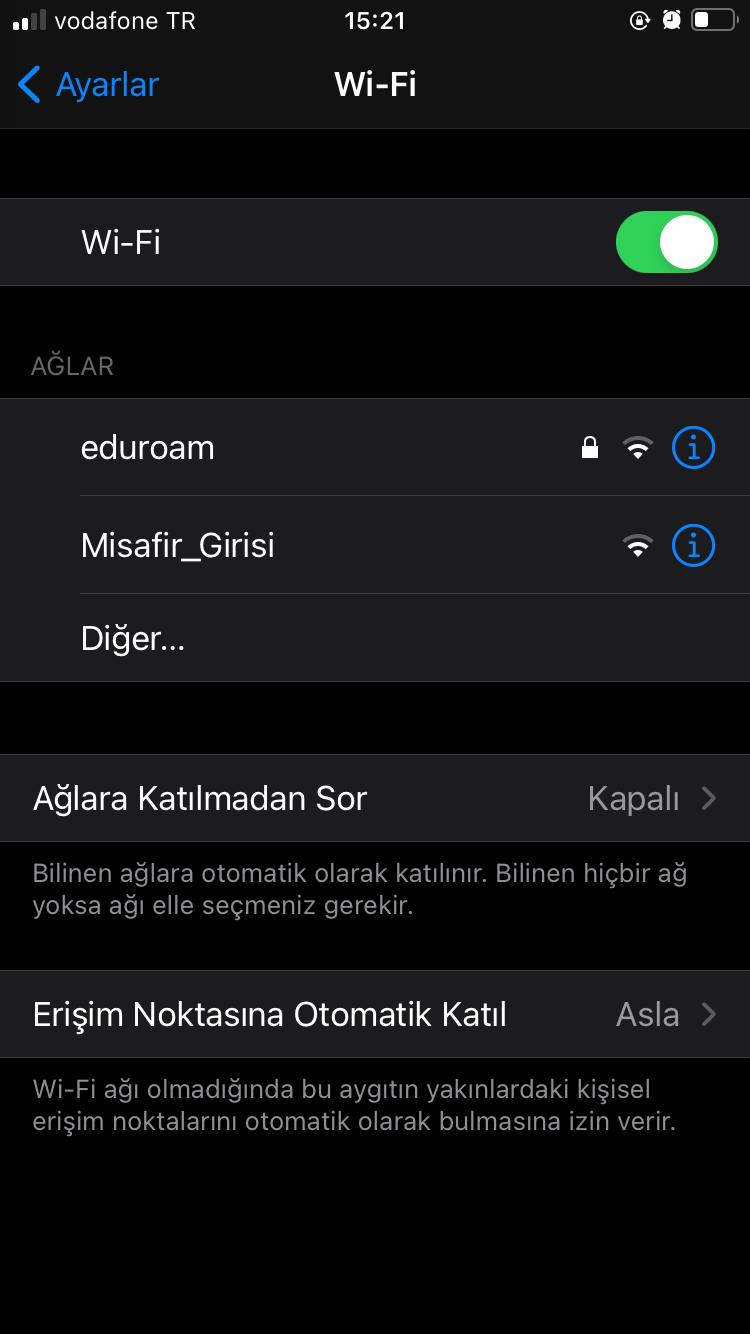 vodafone TR 15:21
Ayarlar Wi-Fi
Wi-Fi
AĞLAR
eduroam
Misafir_Girisi
Diğer...
Ağlara Katılmadan Sor Kapalı
Bilinen ağlara otomatik olarak katılınır. Bilinen hiçbir ağ
yoksa ağı elle seçmeniz gerekir.
Erişim Noktasına Otomatik Katıl Asla
Wi-Fi ağı olmadığında bu aygıtın yakınlardaki kişisel
erişim noktalarını otomatik olarak bulmasına izin verir.